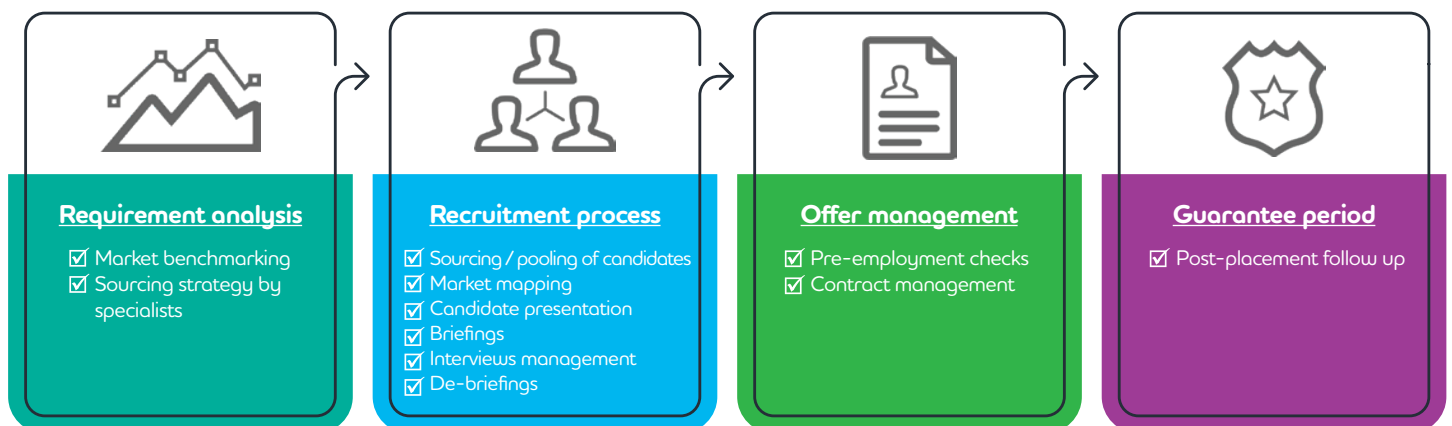 Requirement analysis
Market benchmarking
Sourcing strategy by
specialists
Recruitment process
Sourcing / pooling of candidates
Market mapping
Candidate presentation
Briefings
Interviews management
De-briefings
Offer management
Pre-employment checks
Contract management
Guarantee period
Post-placement follow up